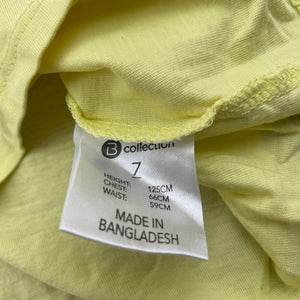 B collection
7
HEIGHT: 125CM
CHEST: 66CM
WAIST: 59CM
MADE IN
BANGLADESH